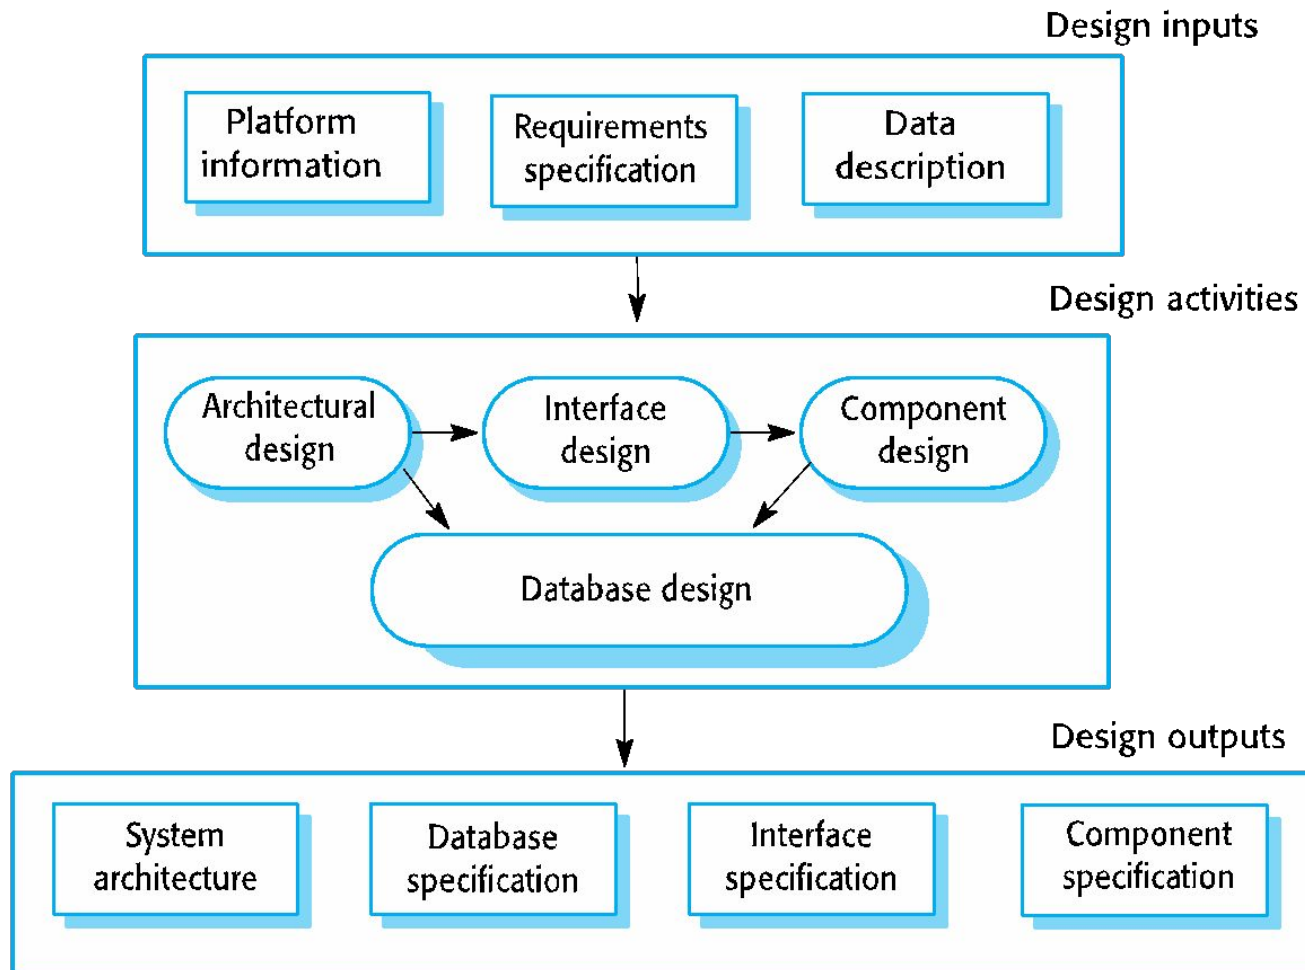 Design inputs
Platform
information
Requirements
specification
Data
description
Design activities
Architectural
design
Interface
design
Component
design
Database design
Design outputs
System
architecture
Database
specification
Interface
specification
Component
specification